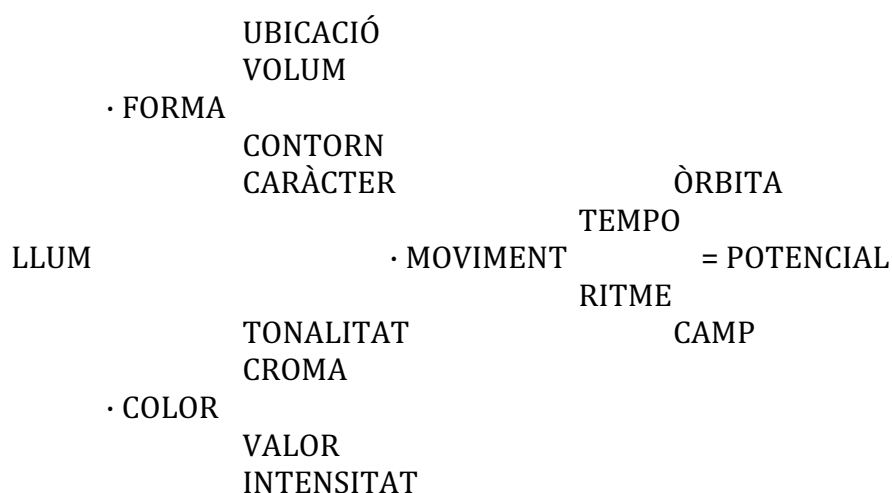 UBICACIÓ
VOLUM
· FORMA
CONTORN
CARÀCTER ÒRBITA
TEMPO
LLUM · MOVIMENT = POTENCIAL
RITME
TONALITAT CAMP
CROMA
· COLOR
VALOR
INTENSITAT